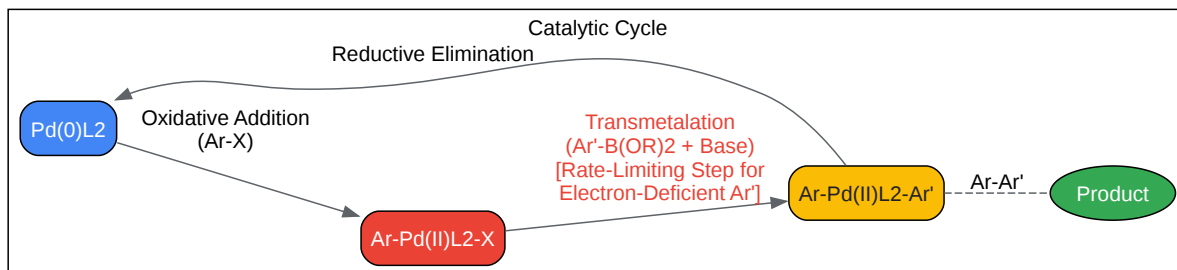 Catalytic Cycle
Reductive Elimination
Pd(0)L2
Oxidative Addition
(Ar-X)
Ar-Pd(II)L2-X
Transmetalation
(Ar'-B(OR)2 + Base)
[Rate-Limiting Step for
Electron-Deficient Ar']
Ar-Pd(II)L2-Ar'
Ar-Ar'
Product